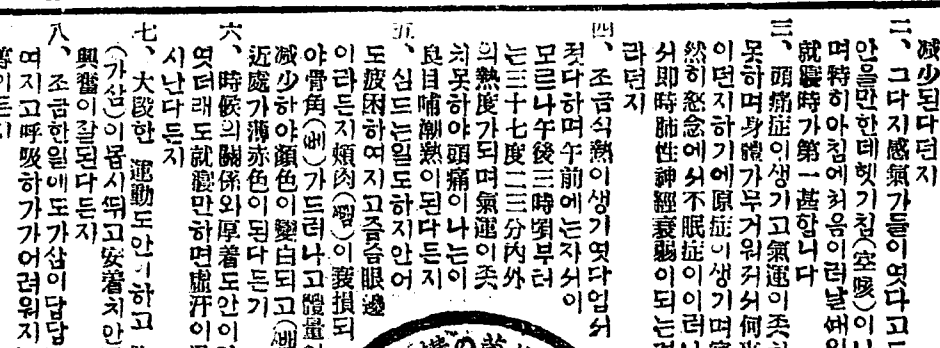 減少된다던지
二、그다지感氣가들이엿다고
안을만한데헷기침(空咳)이
며特히아침에처음이러날때
就寢時가第一甚합니다
三、頭痛症이생기고氣運이
못하며身軆가무거워저서何
이던지하기에原症이생기며
然히怒念에서不眠症이이러
서即時肺性神經衰弱이되는
라던지
四、조금식熱이생기엿다업서
젓다하며午前에는자서이
모르나午後三時頃부터
는三十七度二三分內外
의熱度가되며氣運이
치못하야頭痛이나는이
良目哺潮熱이된다든지
五、심드는일도하지안어
도疲困하여지고즉금眼邊
이라든지頰肉(뺨)이衰損되
야骨角(뼈)가드러나고體量
减少하야顔色이變白되고
近處가薄赤色이된다든기
六、時候의關係와厚着도안이
엿더래도就寢만하면虛汗이
시난다든지
七、大段한運動도안이하고
(가삼)이몹시뛰고安着치안
興奮이잘된다든지
八、조금한일에도가삼이답답
여지고呼吸하가가어려워지
等이든지